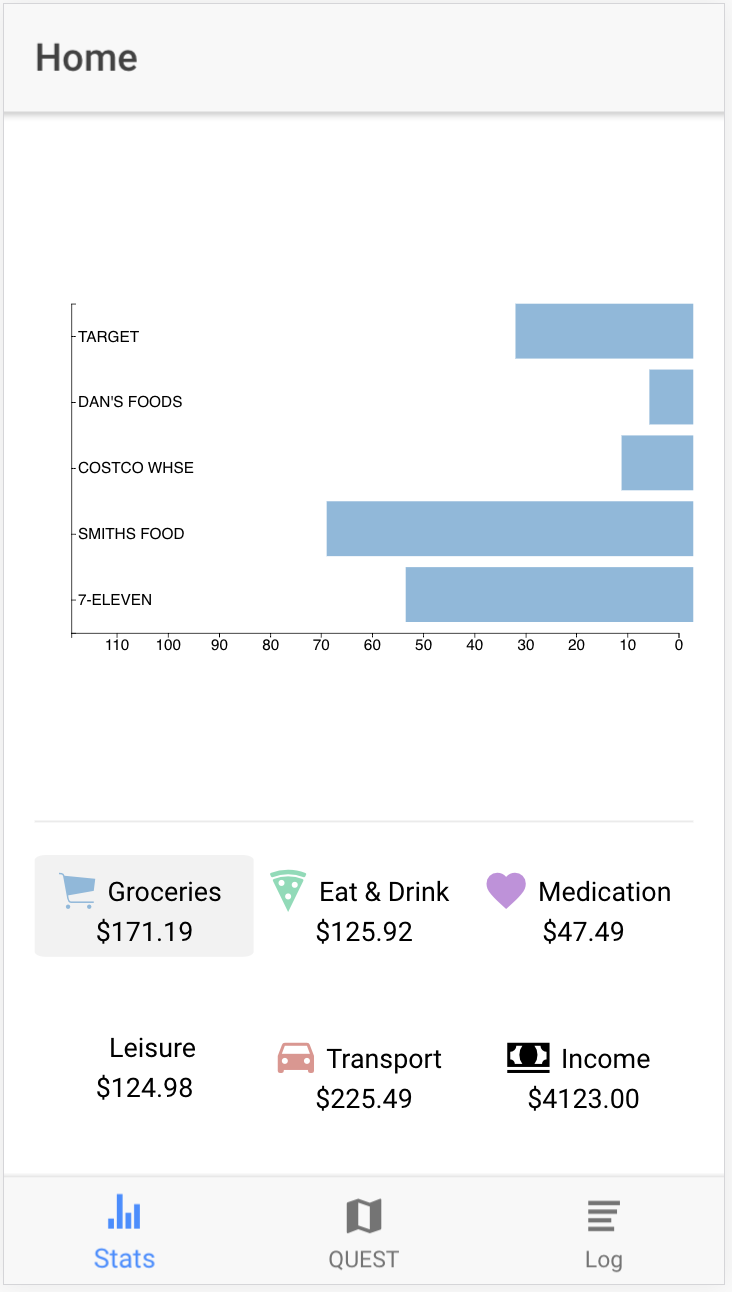 Home
TARGET
DAN'S FOODS
COSTCO WHSE
SMITHS FOOD
7-ELEVEN
110 100 90 80 70 60 50 40 30 20 10 0
Groceries Eat & Drink Medication
$171.19 $125.92 $47.49
Leisure Transport Income
$124.98 $225.49 $4123.00
Stats QUEST Log